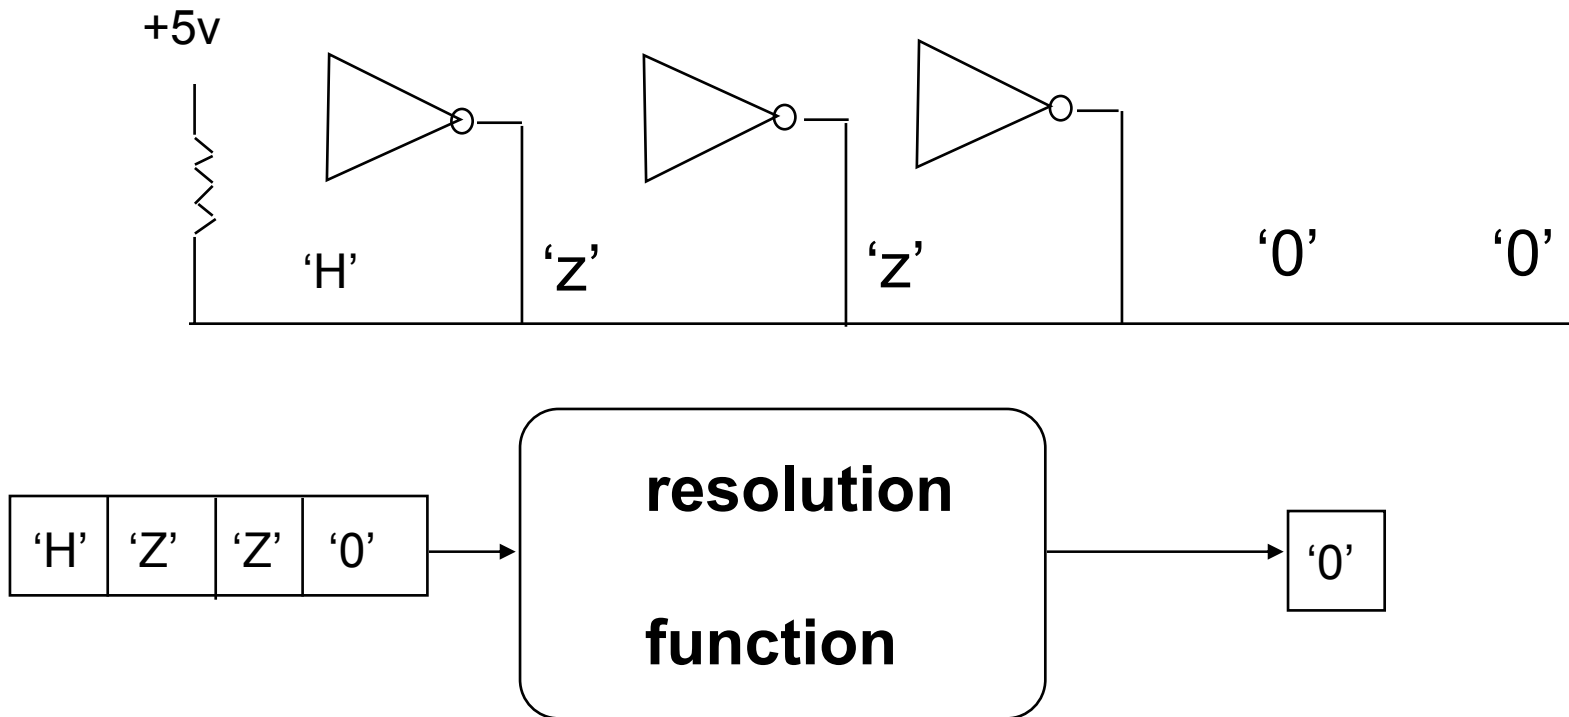 +5v
‘H’ ‘z’ ‘z’ ‘0’ ‘0’
resolution
‘H’ ‘Z’ ‘Z’ ‘0’ ‘0’
function